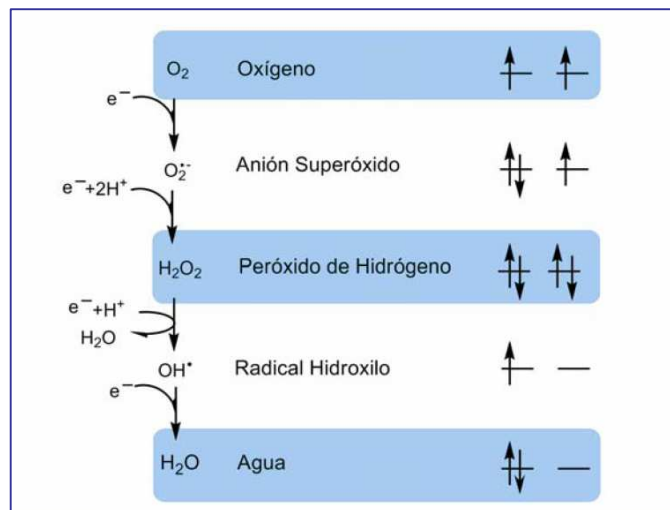 O₂ Oxígeno
e⁻
O₂•⁻ Anión Superóxido
e⁻+2H⁺
H₂O₂ Peróxido de Hidrógeno
e⁻+H⁺
H₂O
OH• Radical Hidroxilo
e⁻
H₂O Agua